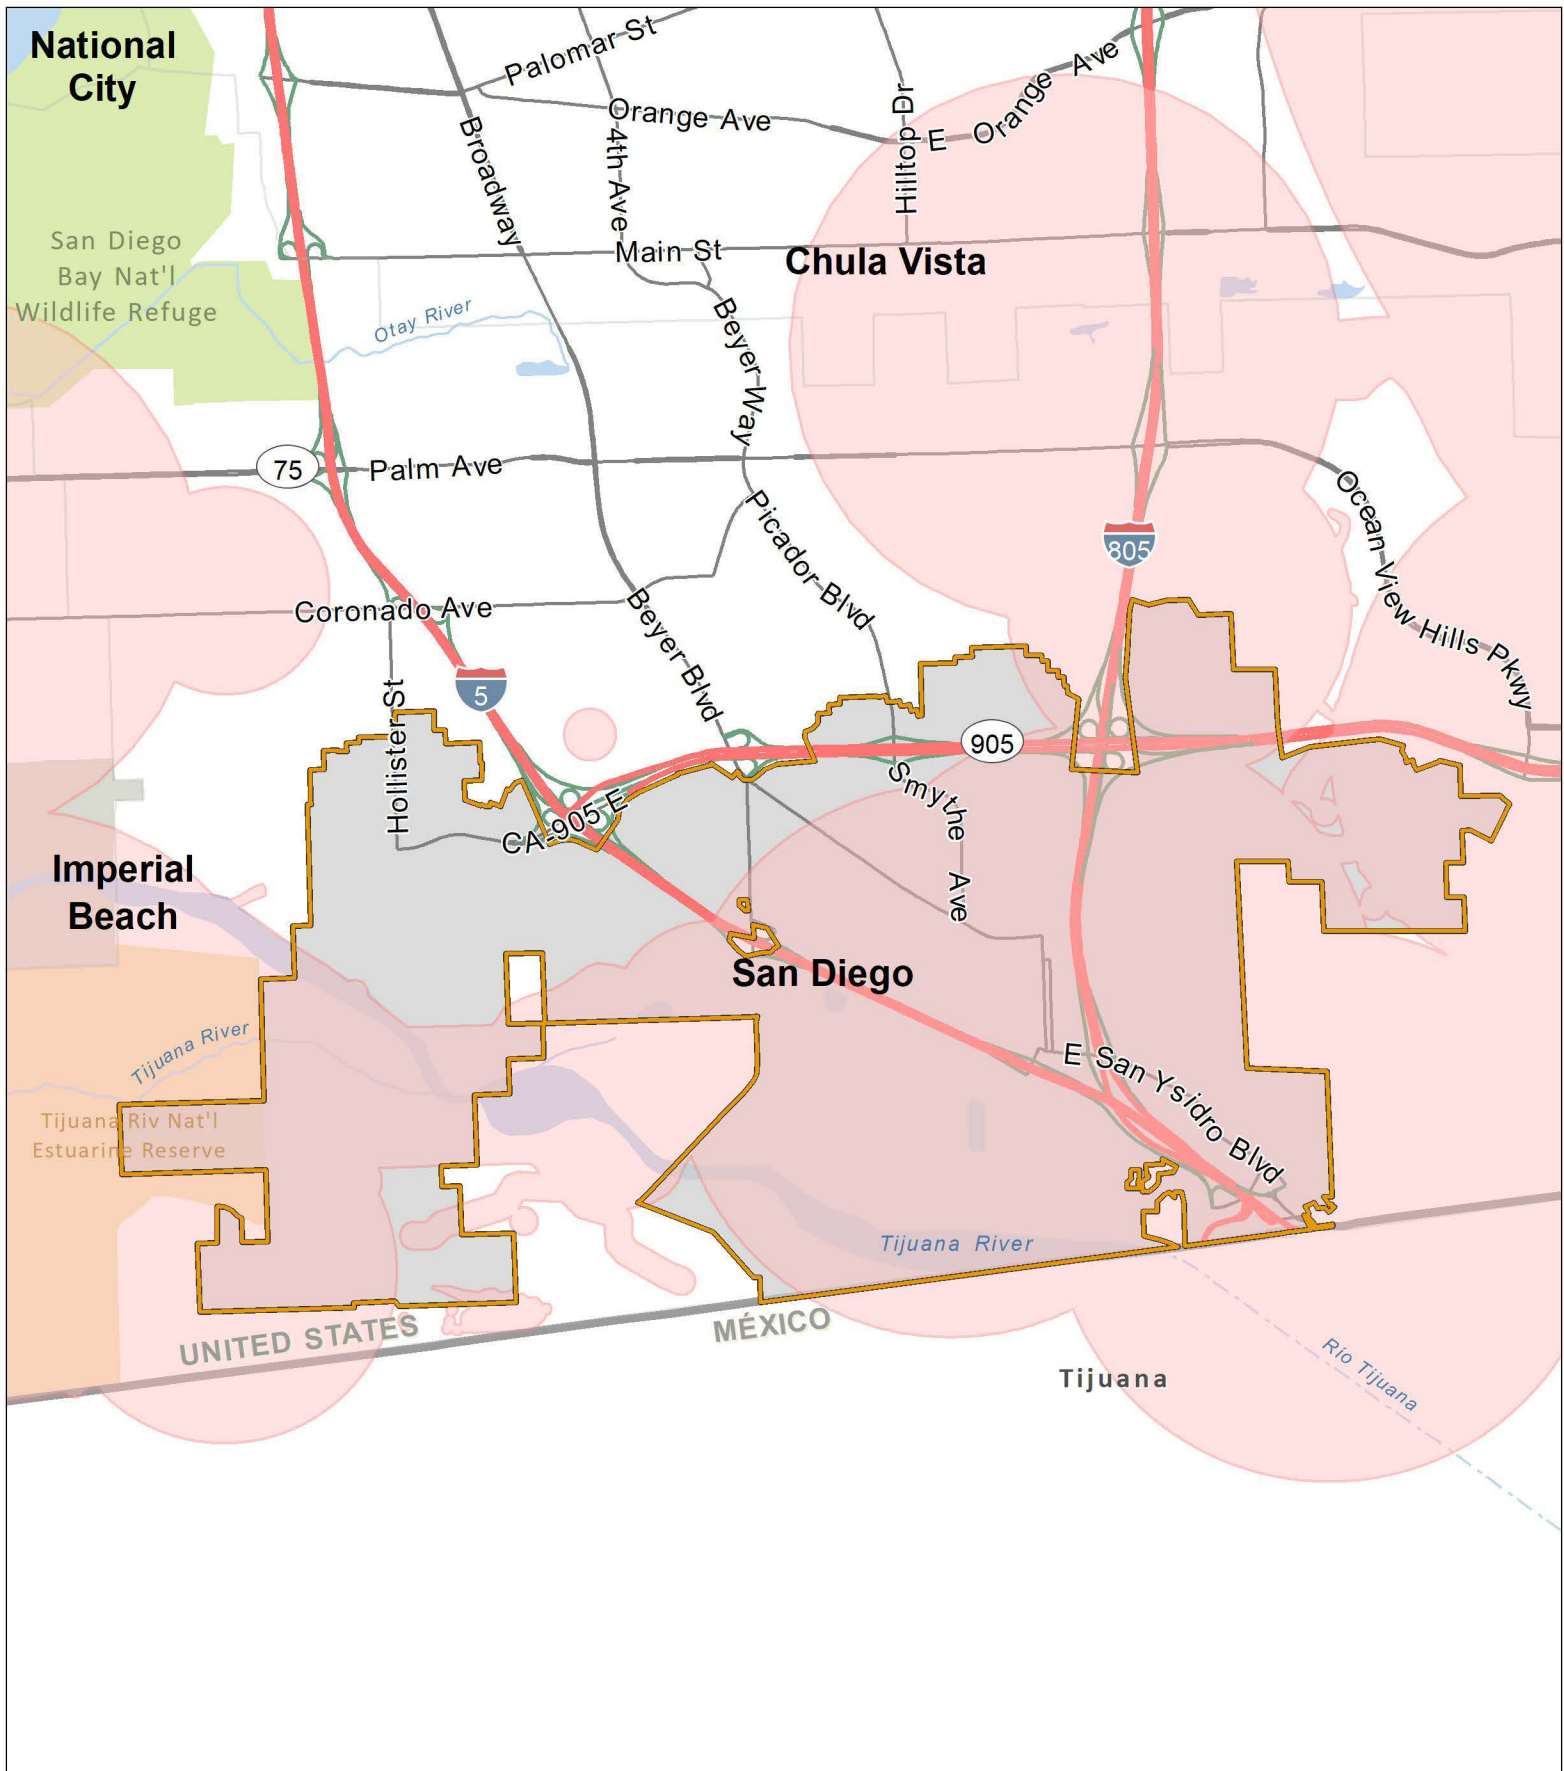 National
City
Palomar St
Orange Ave
E Orange Ave
Broadway
4th Ave
Hilltop Dr
San Diego
Bay Nat'l
Wildlife Refuge
Main St
Chula Vista
Otay River
Beyer Way
75
Palm Ave
Ocean View Hills Pkwy
Picador Blvd
805
Coronado Ave
Beyer Blvd
5
Hollister St
905
Smythe Ave
CA-905 E
Imperial
Beach
San Diego
Tijuana River
E San Ysidro Blvd
Tijuana Riv Nat'l
Estuarine Reserve
Tijuana River
UNITED STATES
MÉXICO
Tijuana
Río Tijuana